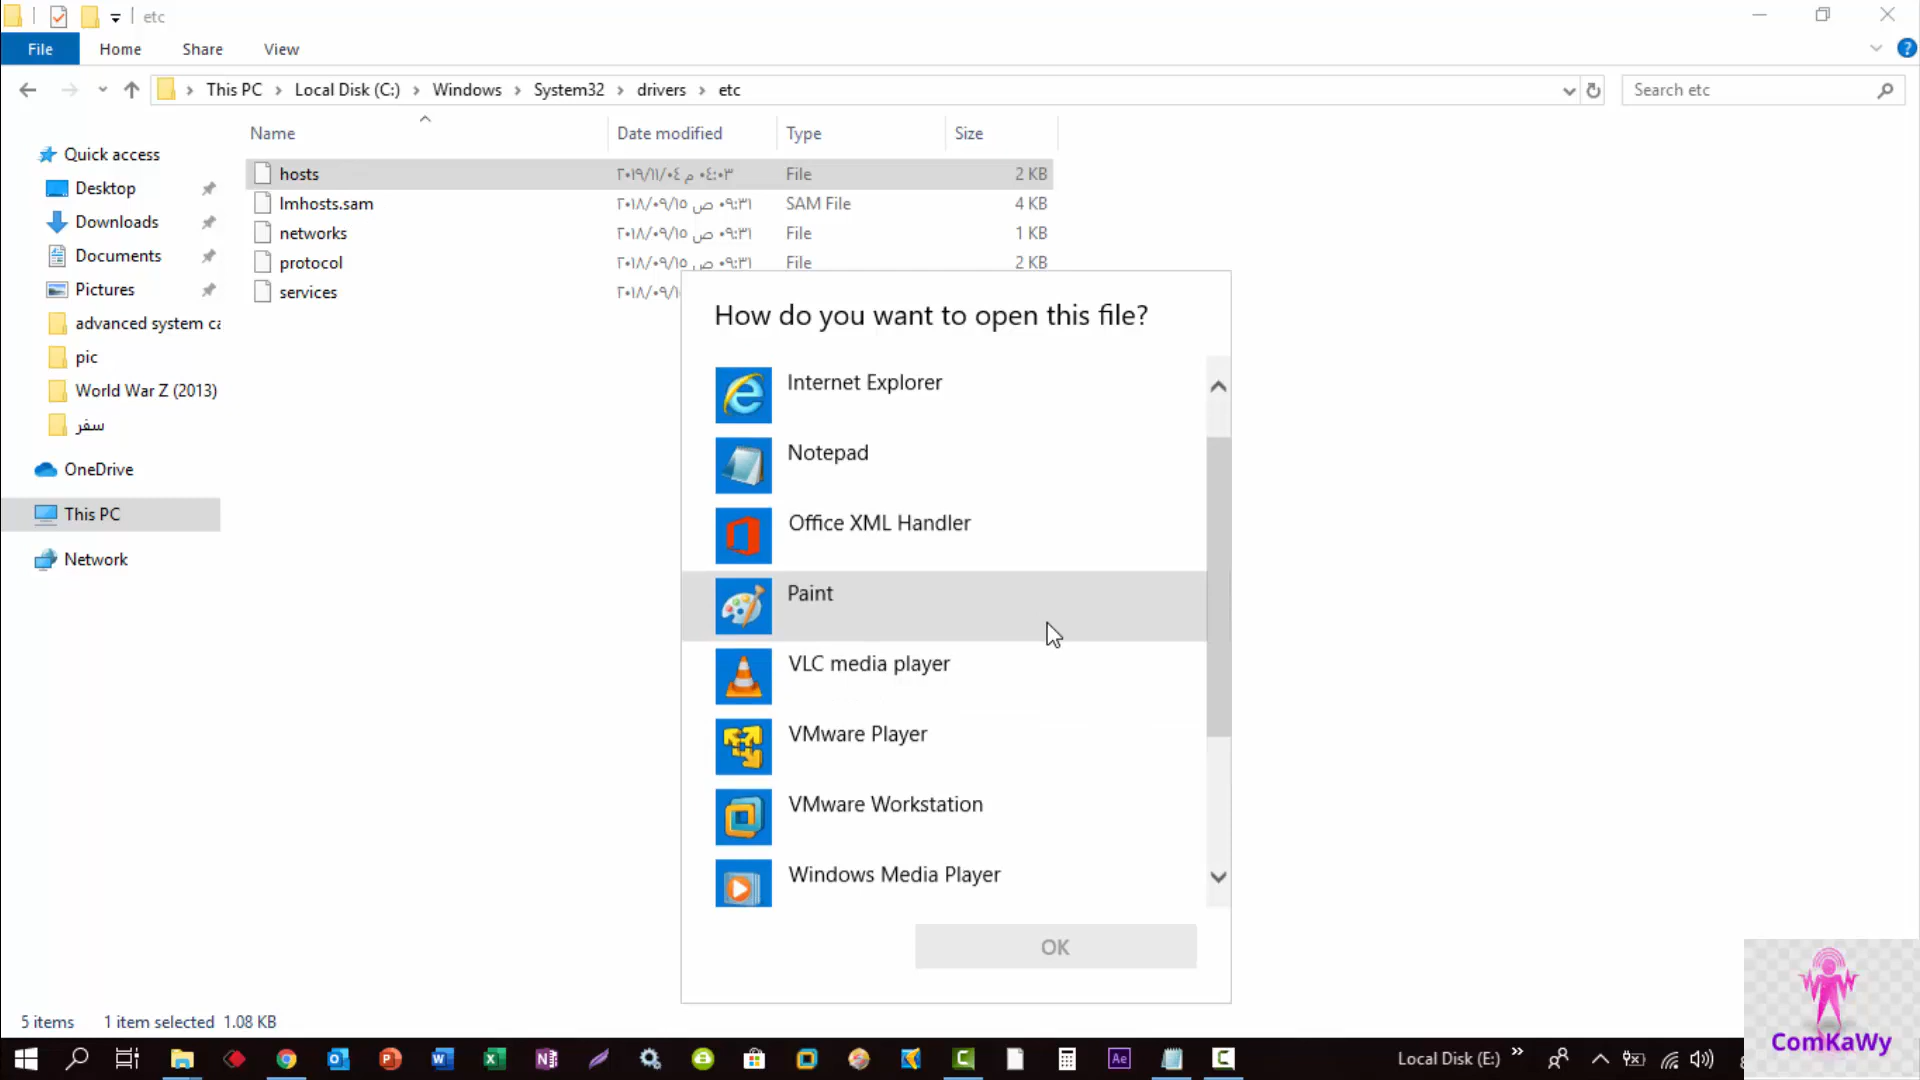 etc
File Home Share View
This PC Local Disk (C:) Windows System32 drivers etc
Search etc
Name Date modified Type Size
Quick access
Desktop
Downloads
Documents
Pictures
advanced system ca
pic
World War Z (2013)
سفر
OneDrive
This PC
Network
hosts ٢٠١٩/١١/٠٤ ٠٤:٠٣ م File 2 KB
lmhosts.sam ٢٠١٨/٠٩/١٥ ٠٩:٣١ ص SAM File 4 KB
networks ٢٠١٨/٠٩/١٥ ٠٩:٣١ ص File 1 KB
protocol ٢٠١٨/٠٩/١٥ ٠٩:٣١ ص File 2 KB
services ٢٠١٨/٠٩/
How do you want to open this file?
Internet Explorer
Notepad
Office XML Handler
Paint
VLC media player
VMware Player
VMware Workstation
Windows Media Player
OK
ComKaWy
5 items 1 item selected 1.08 KB
Local Disk (E:)